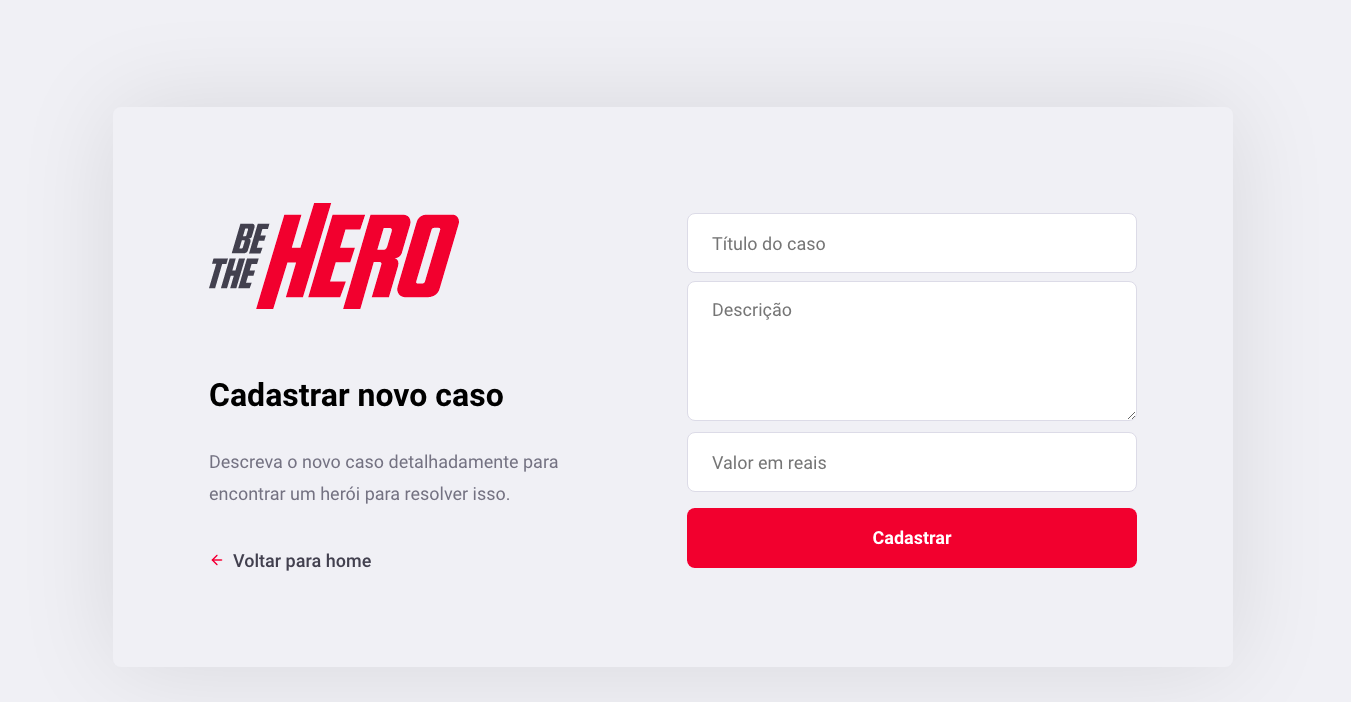 BE
THE HERO
Cadastrar novo caso
Descreva o novo caso detalhadamente para
encontrar um herói para resolver isso.
Voltar para home
Título do caso
Descrição
Valor em reais
Cadastrar